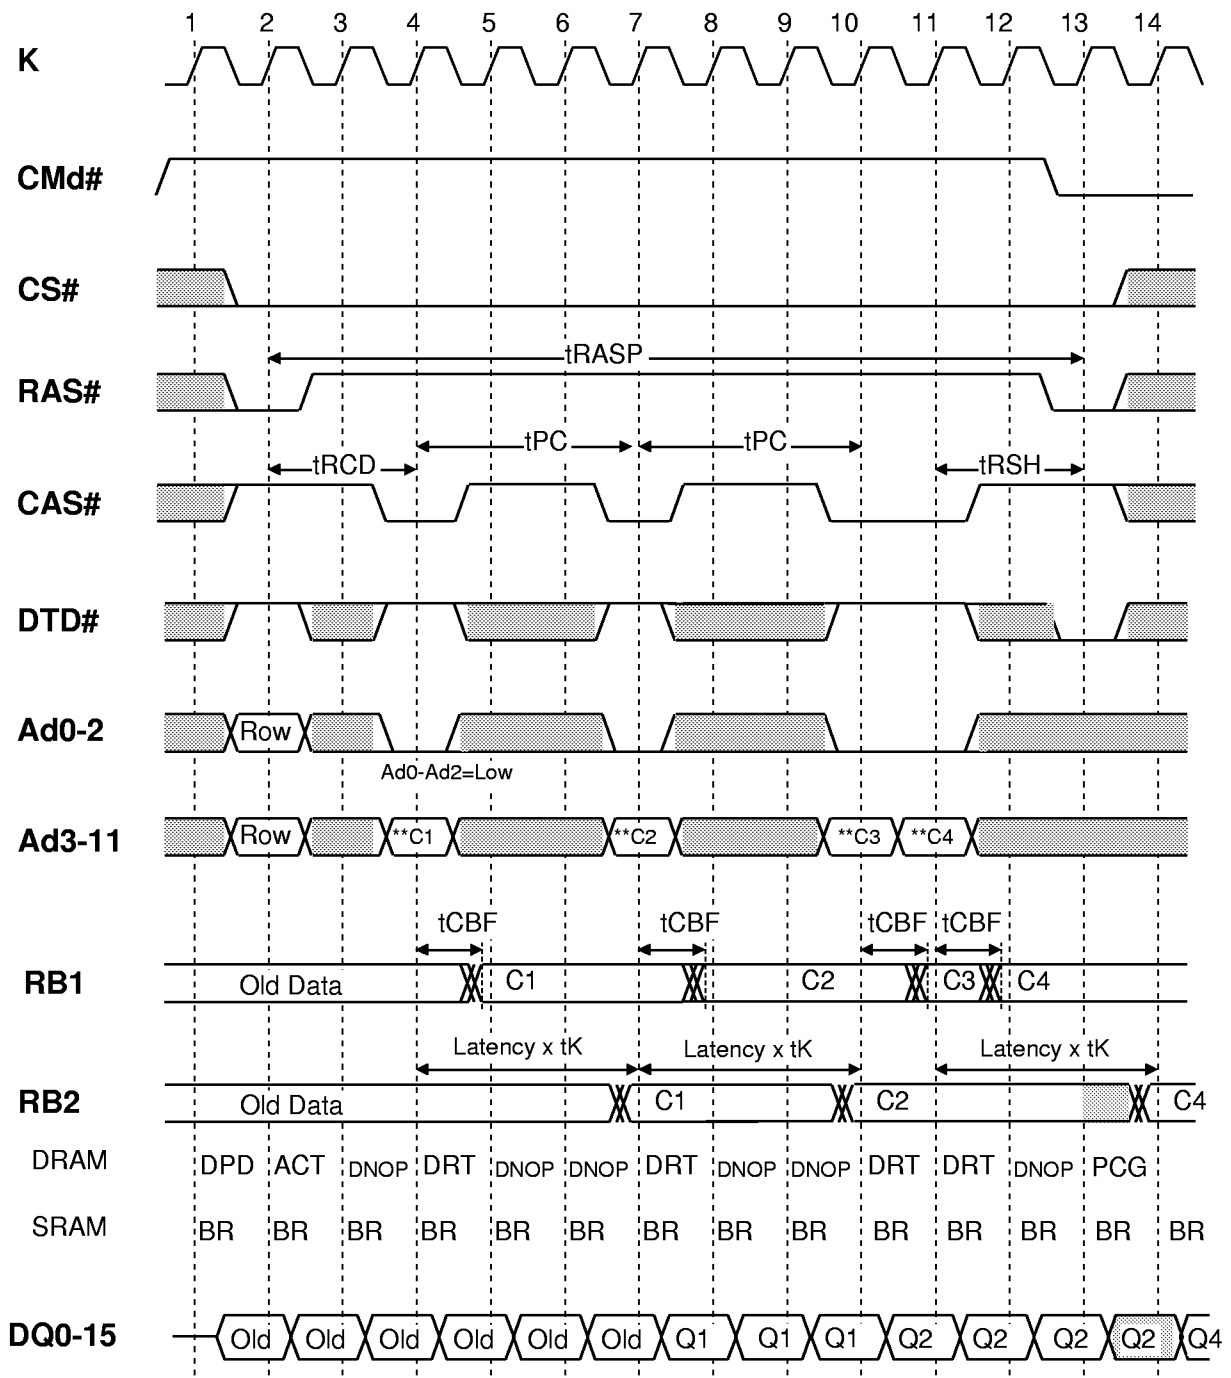 1 2 3 4 5 6 7 8 9 10 11 12 13 14
K
CMd#
CS#
tRASP
RAS#
tPC tPC
tRCD tRSH
CAS#
DTD#
Ad0-2 Row
Ad0-Ad2=Low
Ad3-11 Row **C1 **C2 **C3 **C4
tCBF tCBF tCBF tCBF
RB1 Old Data C1 C2 C3 C4
Latency x tK Latency x tK Latency x tK
RB2 Old Data C1 C2 C4
DRAM DPD ACT DNOP DRT DNOP DNOP DRT DNOP DNOP DRT DRT DNOP PCG
SRAM BR BR BR BR BR BR BR BR BR BR BR BR BR BR
DQ0-15 Old Old Old Old Old Old Q1 Q1 Q1 Q2 Q2 Q2 Q2 Q4